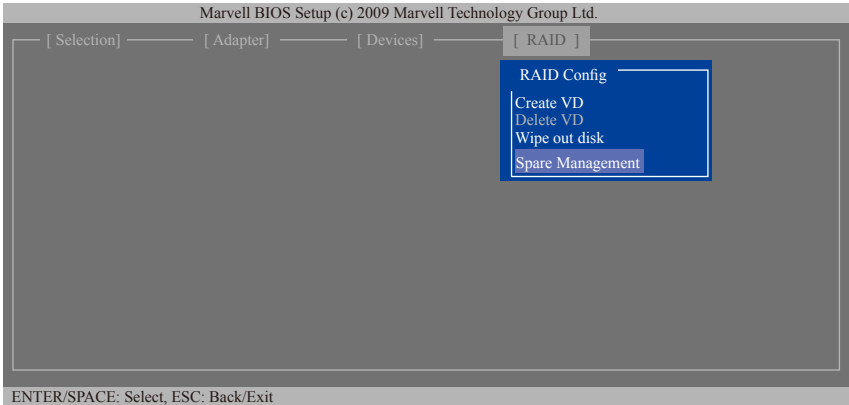 Marvell BIOS Setup (c) 2009 Marvell Technology Group Ltd.
[ Selection] [ Adapter] [ Devices] [ RAID ]
RAID Config
Create VD
Delete VD
Wipe out disk
Spare Management
ENTER/SPACE: Select, ESC: Back/Exit